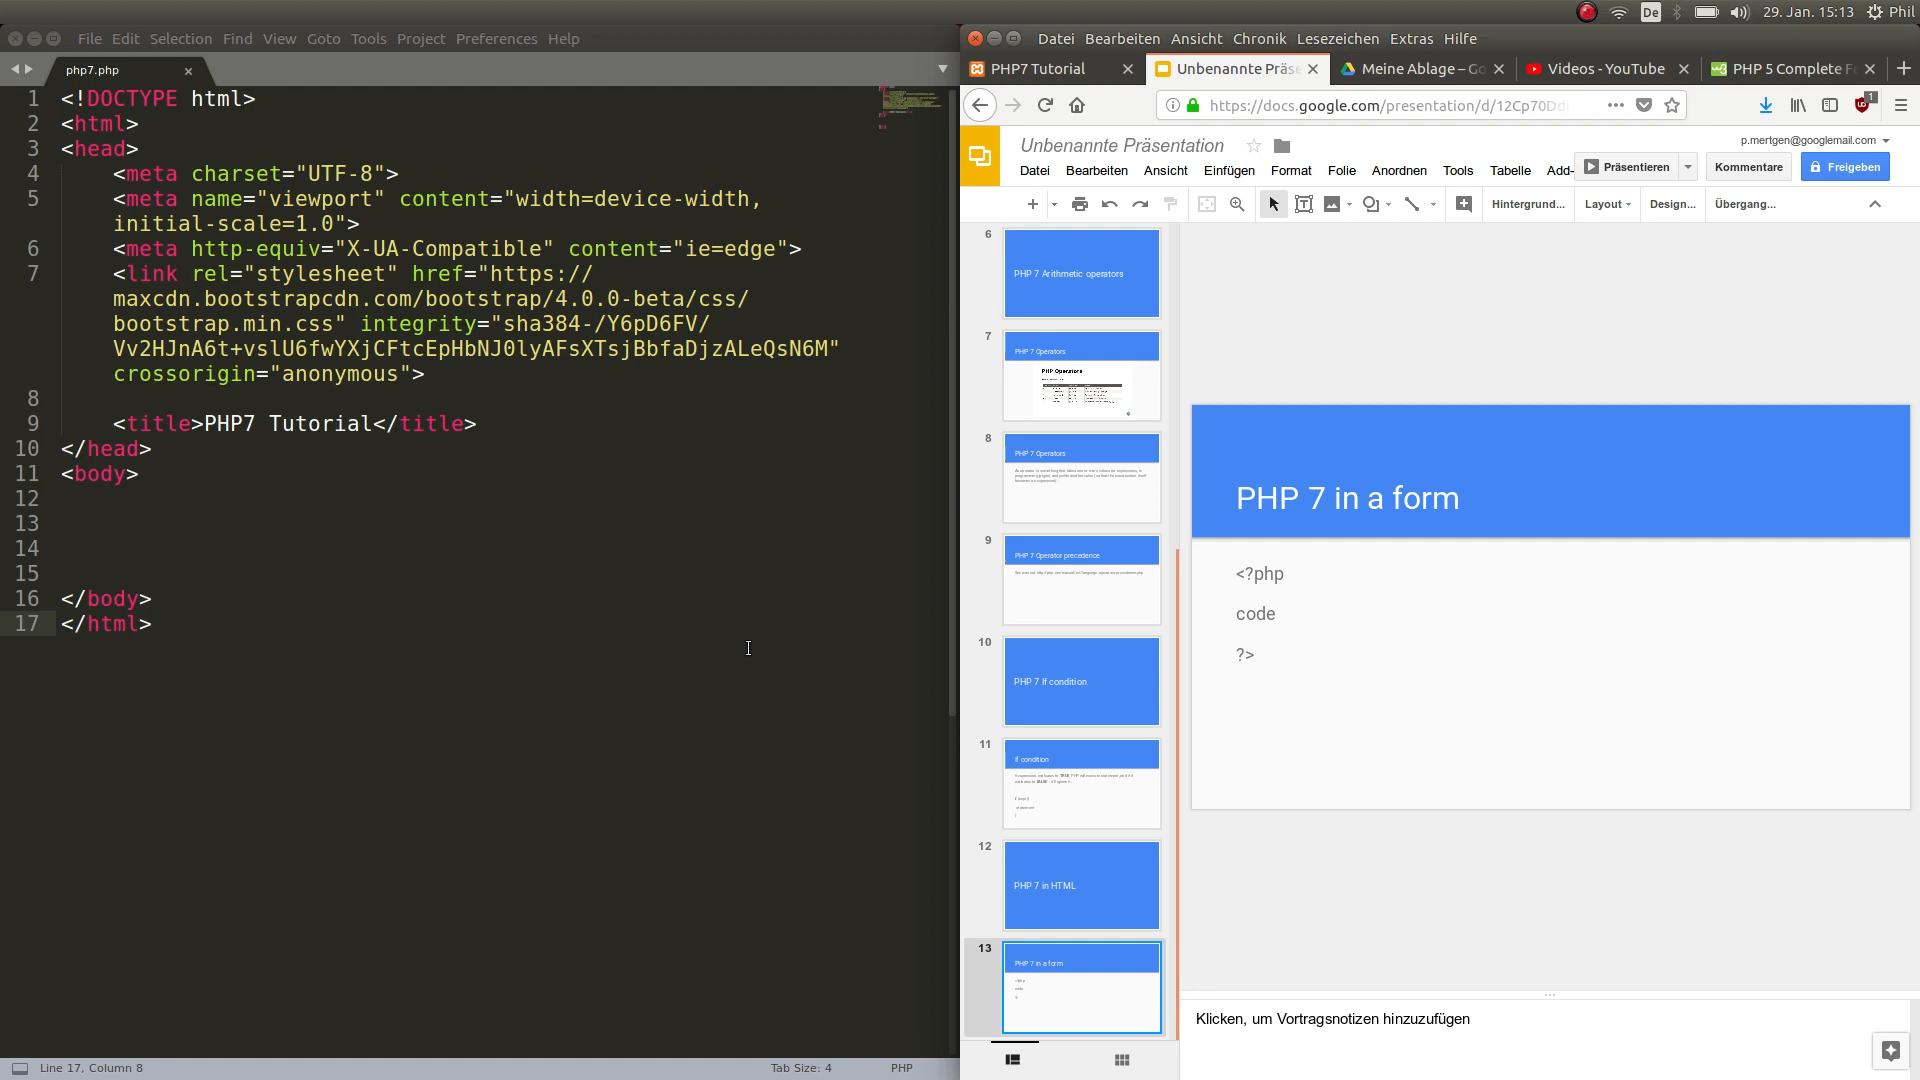 De
29. Jan. 15:13
Phil
File Edit Selection Find View Goto Tools Project Preferences Help
php7.php
1 <!DOCTYPE html>
2 <html>
3 <head>
4 <meta charset="UTF-8">
5 <meta name="viewport" content="width=device-width,
initial-scale=1.0">
6 <meta http-equiv="X-UA-Compatible" content="ie=edge">
7 <link rel="stylesheet" href="https://
maxcdn.bootstrapcdn.com/bootstrap/4.0.0-beta/css/
bootstrap.min.css" integrity="sha384-/Y6pD6FV/
Vv2HJnA6t+vslU6fwYXjCFtcEpHbNJ0lyAFsXTsjBbfaDjzALeQsN6M"
crossorigin="anonymous">
8
9 <title>PHP7 Tutorial</title>
10 </head>
11 <body>
12
13
14
15
16 </body>
17 </html>
Line 17, Column 8
Tab Size: 4
PHP
Datei Bearbeiten Ansicht Chronik Lesezeichen Extras Hilfe
PHP7 Tutorial
Unbenannte Präse
Meine Ablage – Go
Videos - YouTube
PHP 5 Complete Fo
https://docs.google.com/presentation/d/12Cp70Dd
1
Unbenannte Präsentation
p.mertgen@googlemail.com
Datei Bearbeiten Ansicht Einfügen Format Folie Anordnen Tools Tabelle Add-
Präsentieren
Kommentare
Freigeben
Hintergrund... Layout Design... Übergang...
6
PHP 7 Arithmetic operators
7
PHP 7 Operators
PHP Operators
8
PHP 7 Operators
9
PHP 7 Operator precedence
10
PHP 7 If condition
11
If condition
12
PHP 7 in HTML
13
PHP 7 in a form
<?php
code
?>
PHP 7 in a form
<?php
code
?>
Klicken, um Vortragsnotizen hinzuzufügen